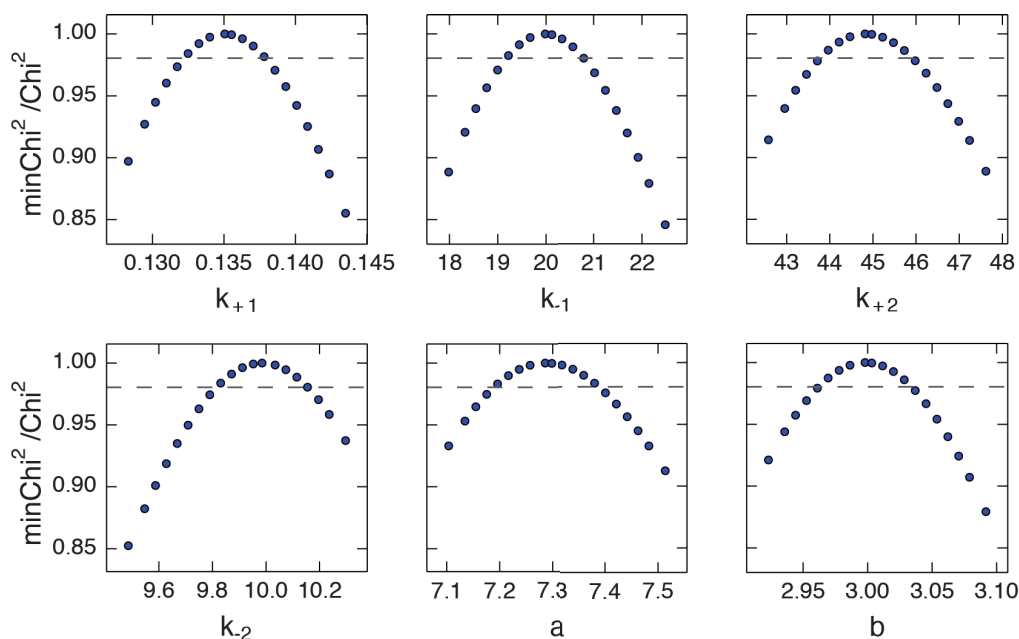 minChi² /Chi²
1.00
0.95
0.90
0.85
0.130 0.135 0.140 0.145
k₊₁
18 19 20 21 22
k₋₁
43 44 45 46 47 48
k₊₂
minChi² /Chi²
1.00
0.95
0.90
0.85
9.6 9.8 10.0 10.2
k₋₂
7.1 7.2 7.3 7.4 7.5
a
2.95 3.00 3.05 3.10
b